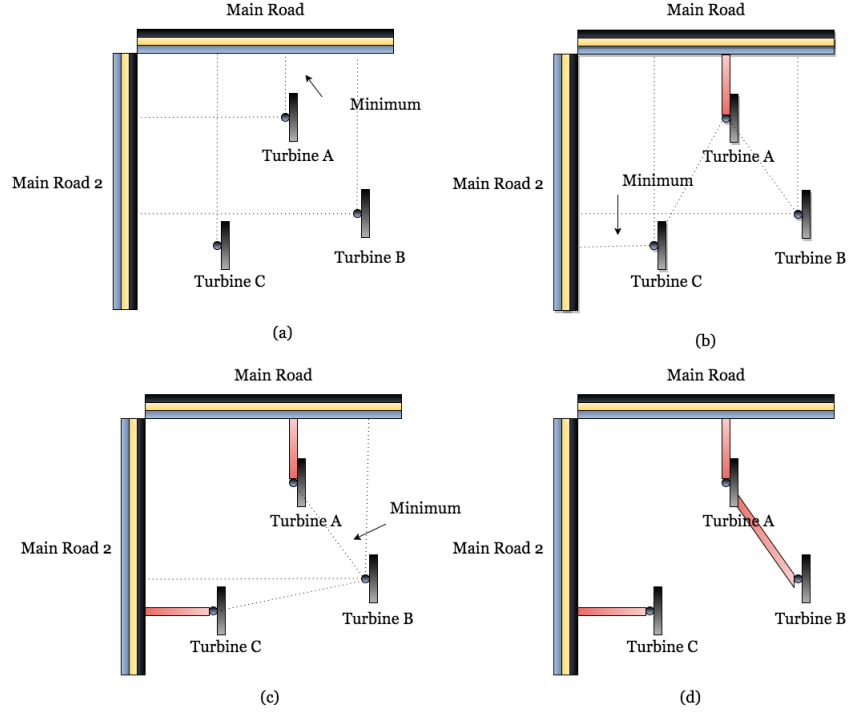 Main Road
Minimum
Turbine A
Main Road 2
Turbine B
Turbine C
(a)
Main Road
Turbine A
Minimum
Main Road 2
Turbine B
Turbine C
(b)
Main Road
Minimum
Turbine A
Main Road 2
Turbine B
Turbine C
(c)
Main Road
Turbine A
Main Road 2
Turbine B
Turbine C
(d)